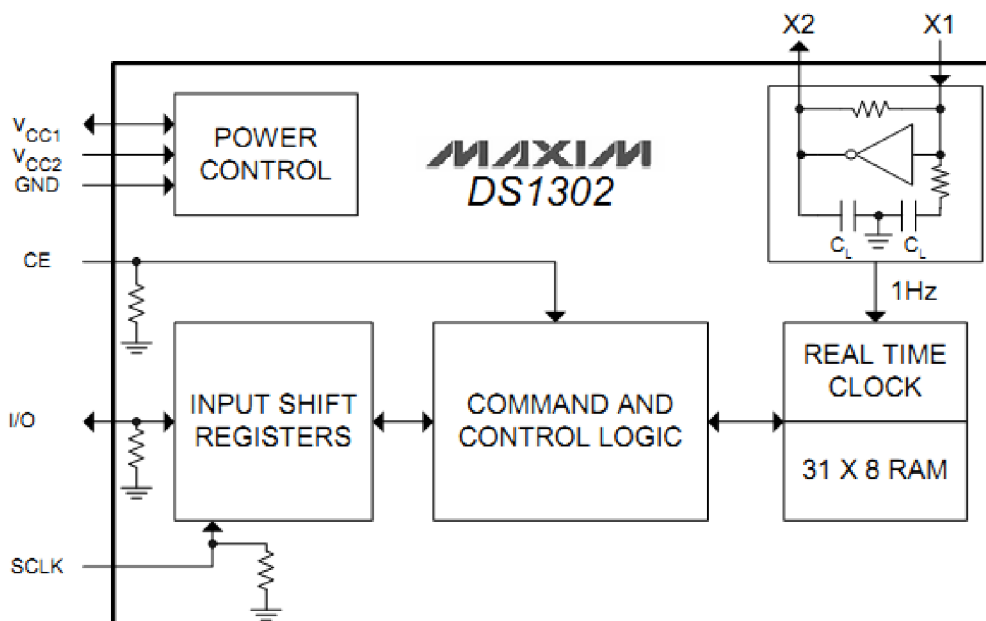 X2
X1
VCC1
VCC2
GND
POWER
CONTROL
MAXIM
DS1302
CL
CL
CE
1Hz
I/O
INPUT SHIFT
REGISTERS
COMMAND AND
CONTROL LOGIC
REAL TIME
CLOCK
31 X 8 RAM
SCLK